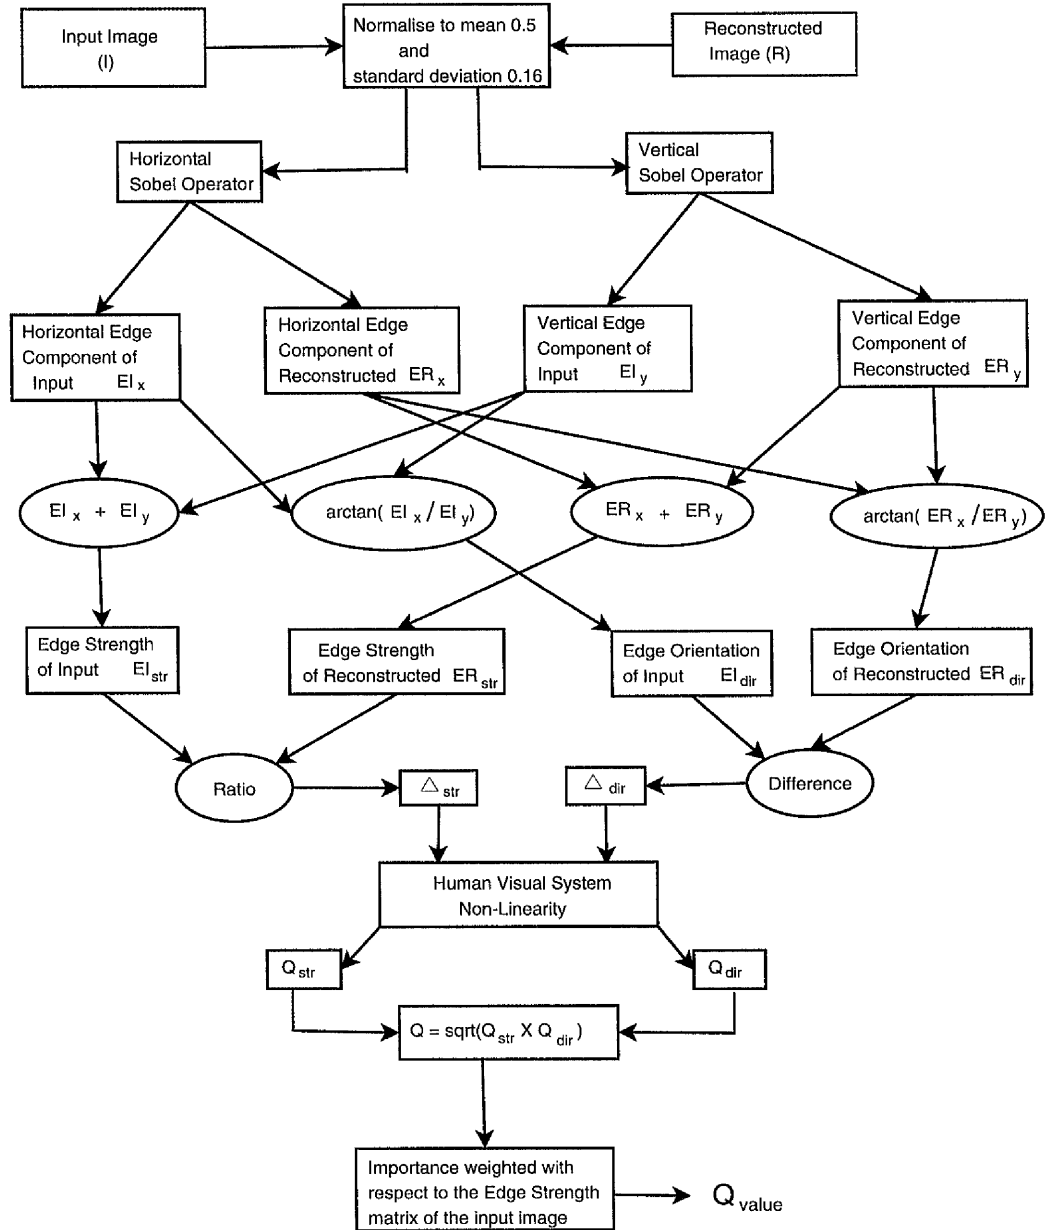 Input Image
(I)
Normalise to mean 0.5
and
standard deviation 0.16
Reconstructed
Image (R)
Horizontal
Sobel Operator
Vertical
Sobel Operator
Horizontal Edge
Component of
Input EI x
Horizontal Edge
Component of
Reconstructed ER x
Vertical Edge
Component of
Input EI y
Vertical Edge
Component of
Reconstructed ER y
EI x + EI y
arctan( EI x / EI y)
ER x + ER y
arctan( ER x / ER y)
Edge Strength
of Input EI str
Edge Strength
of Reconstructed ER str
Edge Orientation
of Input EI dir
Edge Orientation
of Reconstructed ER dir
Ratio
△ str
△ dir
Difference
Human Visual System
Non-Linearity
Q str
Q dir
Q = sqrt(Q str X Q dir )
Importance weighted with
respect to the Edge Strength
matrix of the input image
Q value